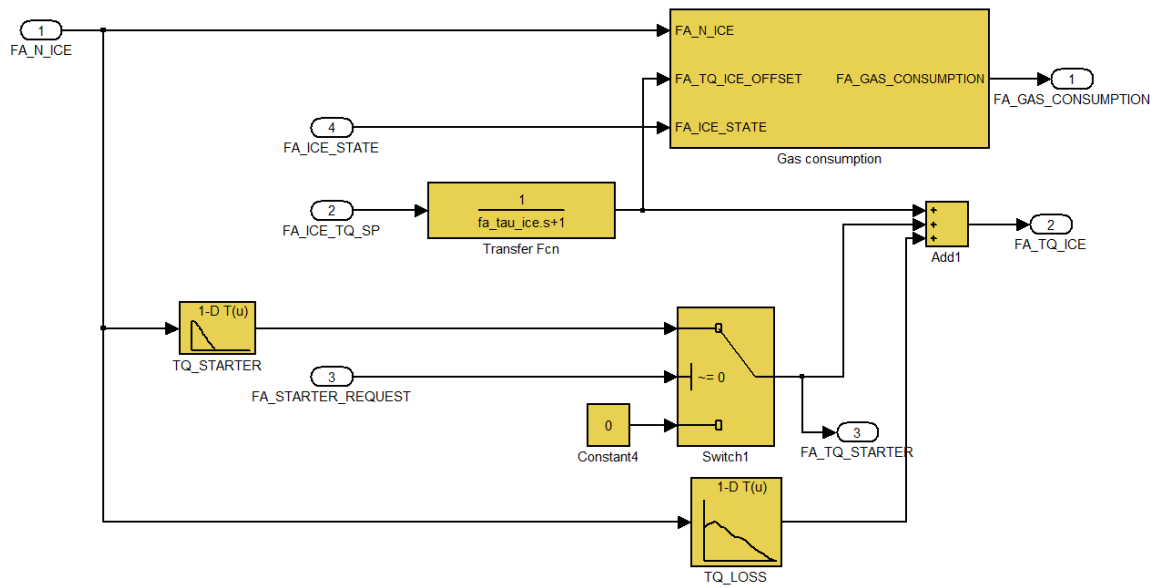 1
FA_N_ICE
FA_N_ICE
FA_TQ_ICE_OFFSET
FA_GAS_CONSUMPTION
1
FA_GAS_CONSUMPTION
4
FA_ICE_STATE
FA_ICE_STATE
Gas consumption
2
FA_ICE_TQ_SP
1
fa_tau_ice.s+1
Transfer Fcn
+
+
+
Add1
2
FA_TQ_ICE
1-D T(u)
TQ_STARTER
3
FA_STARTER_REQUEST
~= 0
0
Constant4
Switch1
3
FA_TQ_STARTER
1-D T(u)
TQ_LOSS